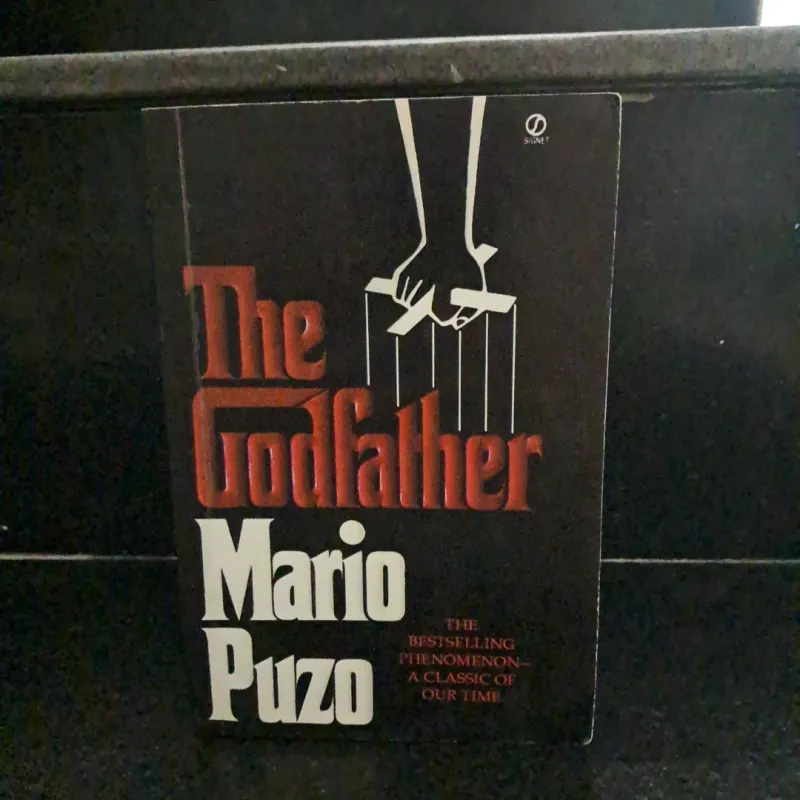 SIGNET
The
Godfather
Mario
Puzo
THE
BESTSELLING
PHENOMENON—
A CLASSIC OF
OUR TIME